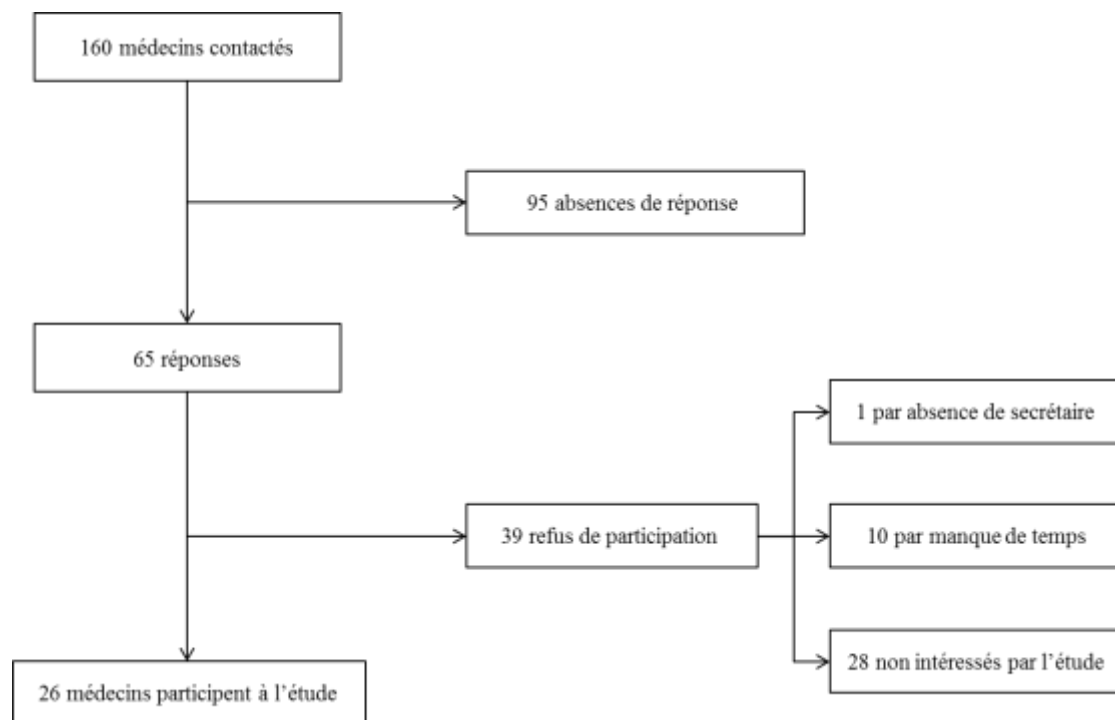 160 médecins contactés
95 absences de réponse
65 réponses
1 par absence de secrétaire
39 refus de participation
10 par manque de temps
28 non intéressés par l’étude
26 médecins participent à l’étude